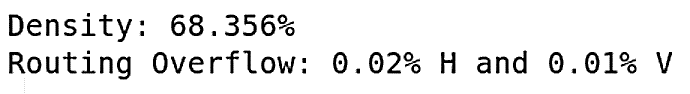 Density: 68.356%
Routing Overflow: 0.02% H and 0.01% V